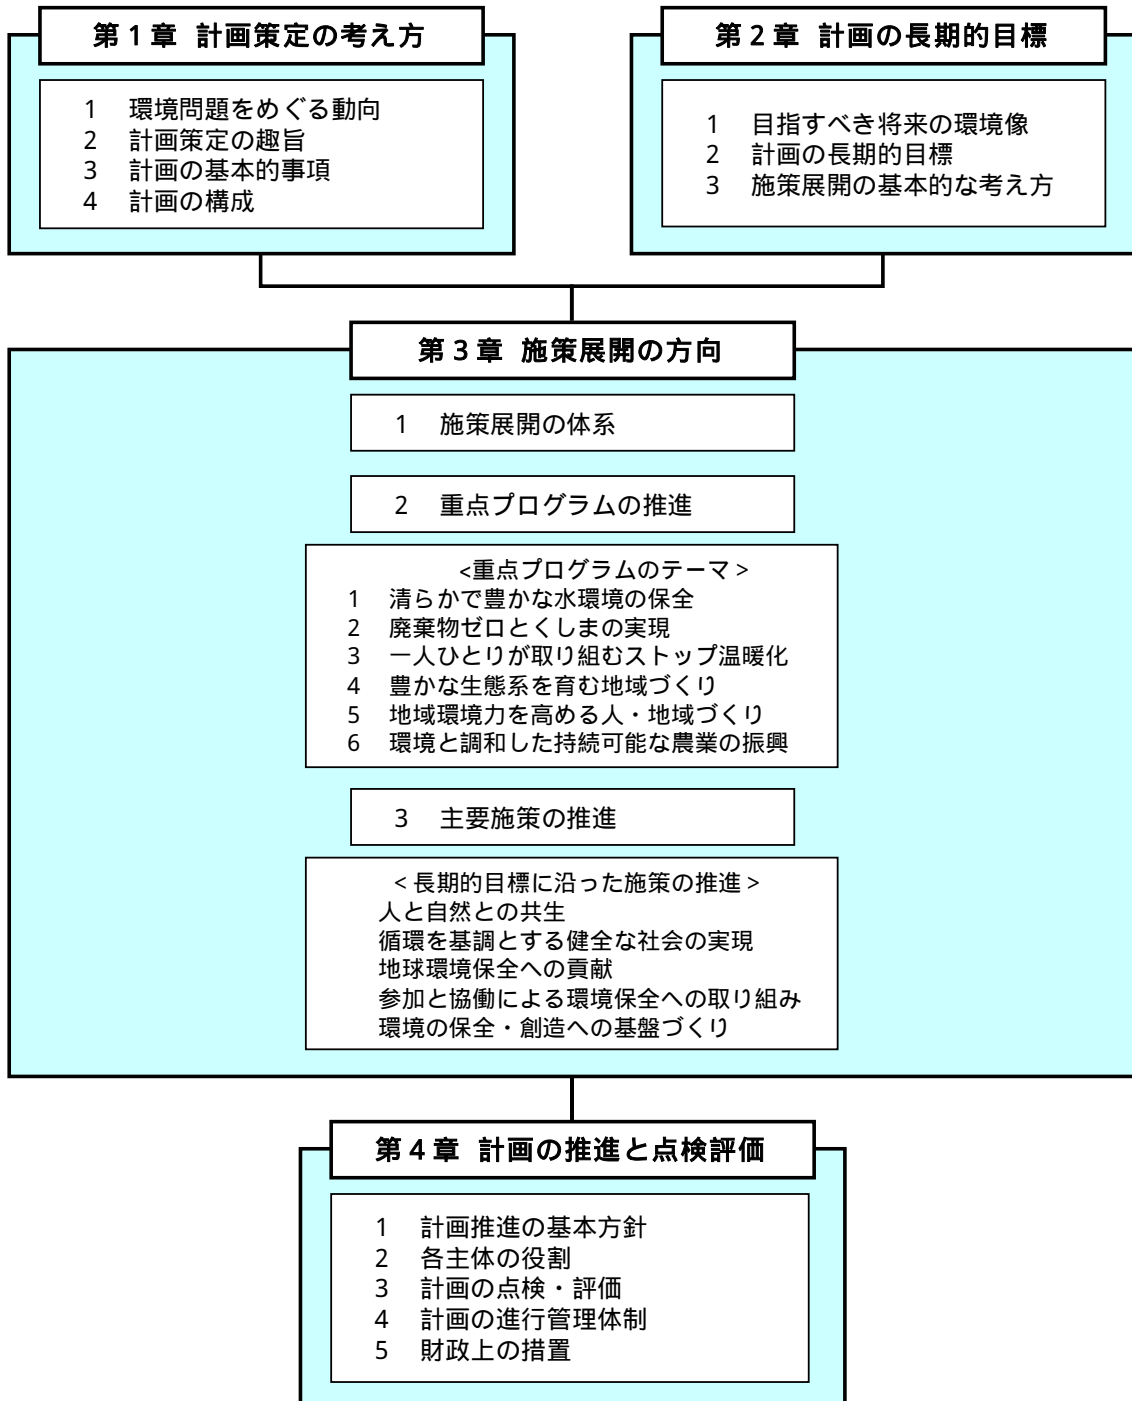 第1章 計画策定の考え方
1 環境問題をめぐる動向
2 計画策定の趣旨
3 計画の基本的事項
4 計画の構成
第2章 計画の長期的目標
1 目指すべき将来の環境像
2 計画の長期的目標
3 施策展開の基本的な考え方
第3章 施策展開の方向
1 施策展開の体系
2 重点プログラムの推進
<重点プログラムのテーマ>
1 清らかで豊かな水環境の保全
2 廃棄物ゼロとくしまの実現
3 一人ひとりが取り組むストップ温暖化
4 豊かな生態系を育む地域づくり
5 地域環境力を高める人・地域づくり
6 環境と調和した持続可能な農業の振興
3 主要施策の推進
<長期的目標に沿った施策の推進>
人と自然との共生
循環を基調とする健全な社会の実現
地球環境保全への貢献
参加と協働による環境保全への取り組み
環境の保全・創造への基盤づくり
第4章 計画の推進と点検評価
1 計画推進の基本方針
2 各主体の役割
3 計画の点検・評価
4 計画の進行管理体制
5 財政上の措置